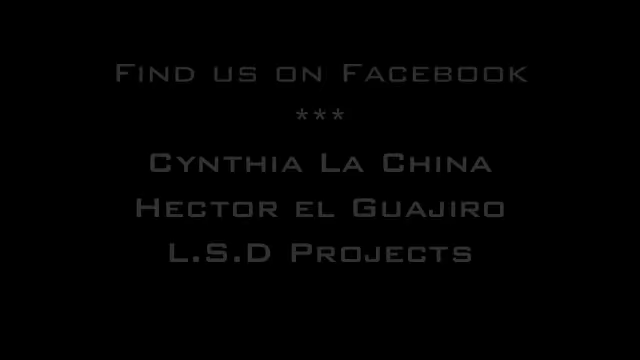 Find us on Facebook
***
Cynthia La China
Hector el Guajiro
L.S.D Projects